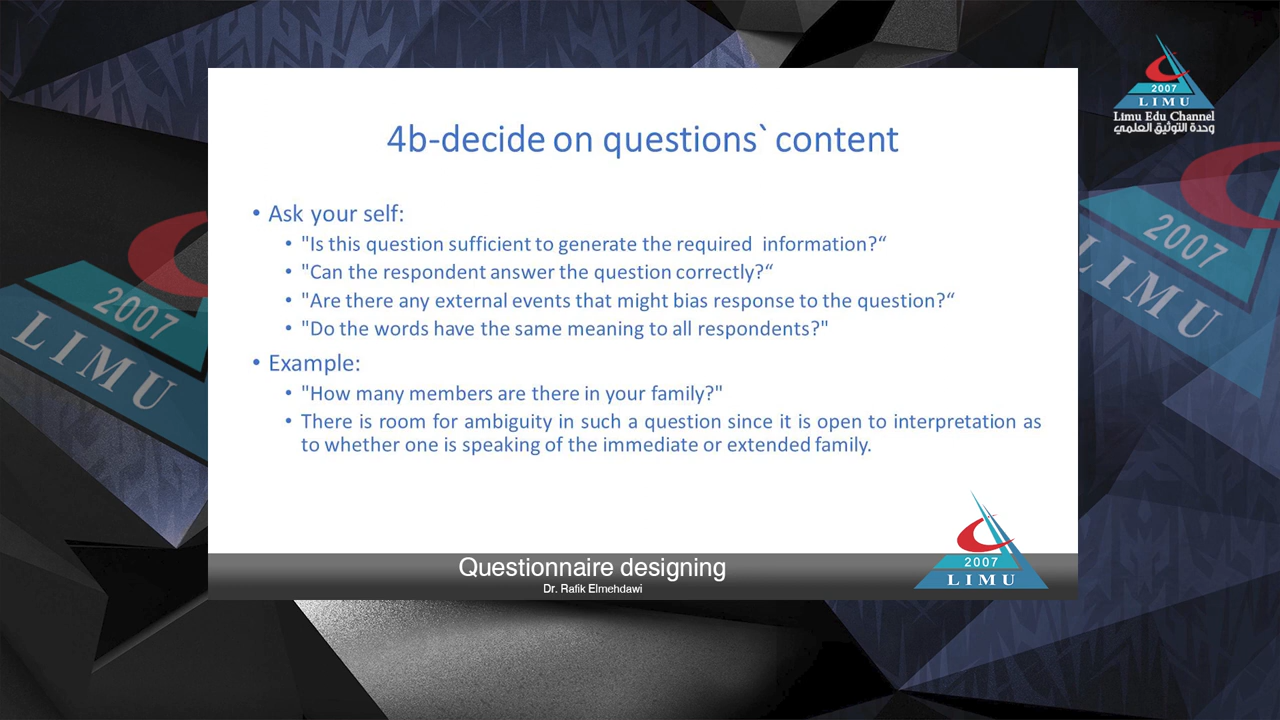 4b-decide on questions` content
• Ask your self:
• "Is this question sufficient to generate the required  information?“
• "Can the respondent answer the question correctly?“
• "Are there any external events that might bias response to the question?“
• "Do the words have the same meaning to all respondents?"
• Example:
• "How many members are there in your family?"
• There is room for ambiguity in such a question since it is open to interpretation as
to whether one is speaking of the immediate or extended family.
Questionnaire designing
Dr. Rafik Elmehdawi
2007
LIMU
2007
LIMU
Limu Edu Channel
وحدة التوثيق العلمي
2007
LIMU
2007
LIMU